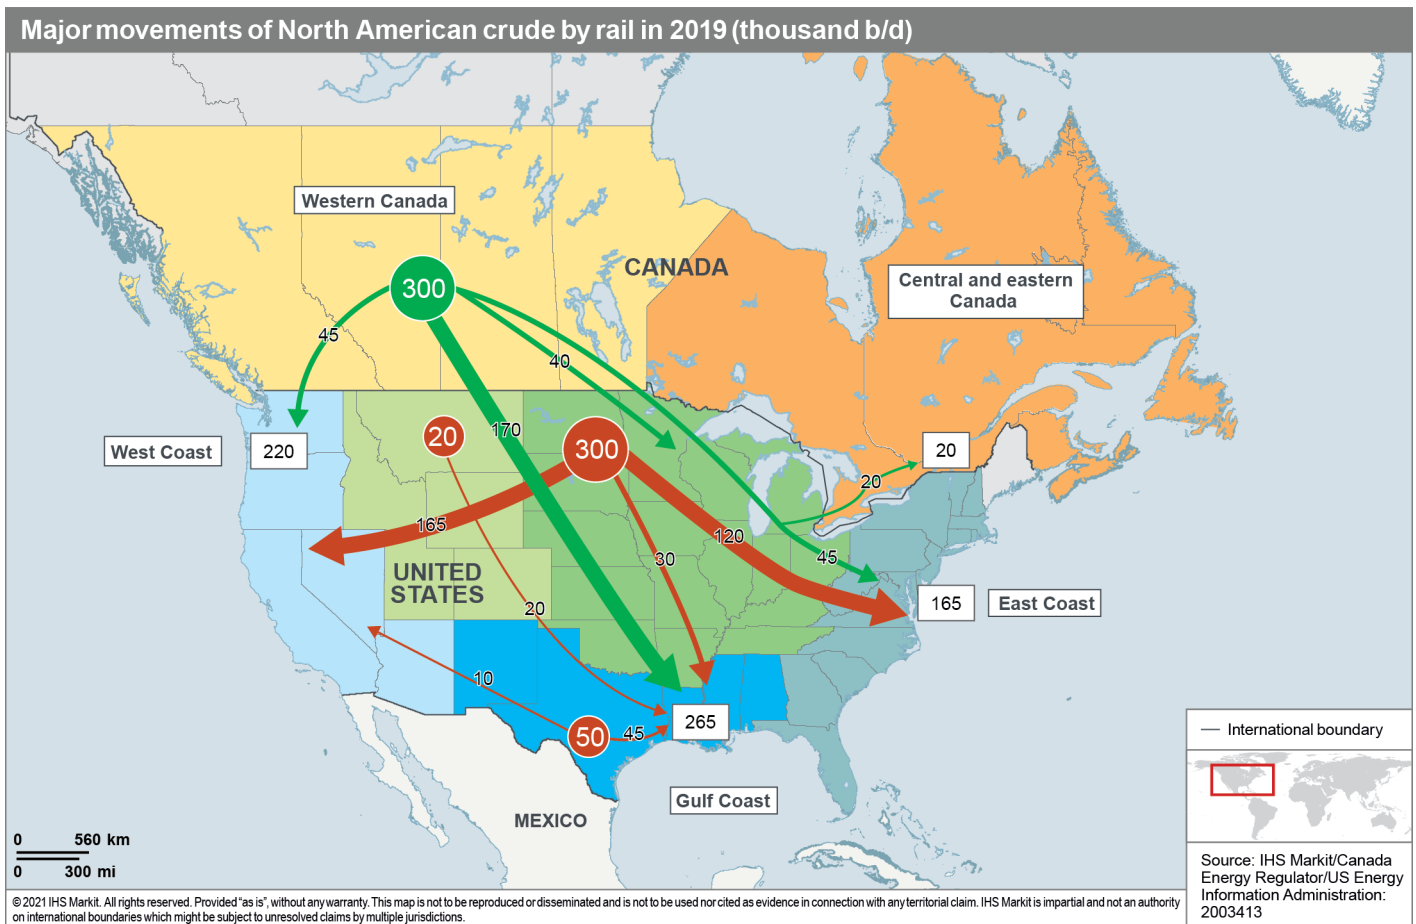 Major movements of North American crude by rail in 2019 (thousand b/d)
Western Canada
CANADA
Central and eastern
Canada
300
45
40
170
20
300
20
20
West Coast
220
165
120
30
45
UNITED
STATES
20
165
East Coast
10
50
45
265
Gulf Coast
MEXICO
International boundary
0 560 km
0 300 mi
Source: IHS Markit/Canada
Energy Regulator/US Energy
Information Administration:
2003413
© 2021 IHS Markit. All rights reserved. Provided “as is”, without any warranty. This map is not to be reproduced or disseminated and is not to be used nor cited as evidence in connection with any territorial claim. IHS Markit is impartial and not an authority
on international boundaries which might be subject to unresolved claims by multiple jurisdictions.